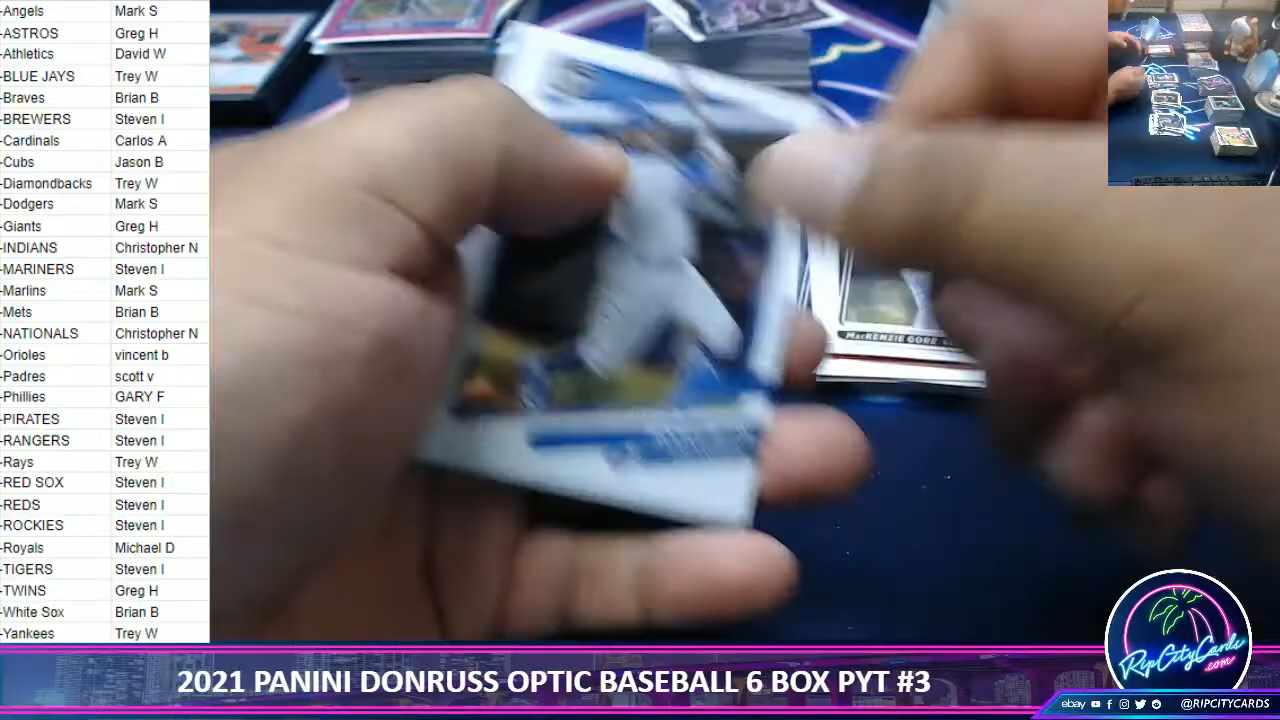 -Angels Mark S
-ASTROS Greg H
-Athletics David W
-BLUE JAYS Trey W
-Braves Brian B
-BREWERS Steven I
-Cardinals Carlos A
-Cubs Jason B
-Diamondbacks Trey W
-Dodgers Mark S
-Giants Greg H
-INDIANS Christopher N
-MARINERS Steven I
-Marlins Mark S
-Mets Brian B
-NATIONALS Christopher N
-Orioles vincent b
-Padres scott v
-Phillies GARY F
-PIRATES Steven I
-RANGERS Steven I
-Rays Trey W
-RED SOX Steven I
-REDS Steven I
-ROCKIES Steven I
-Royals Michael D
-TIGERS Steven I
-TWINS Greg H
-White Sox Brian B
-Yankees Trey W
MacKENZIE GORE
2021 PANINI DONRUSS OPTIC BASEBALL 6 BOX PYT #3
RipCityCards
.com
ebay @RIPCITYCARDS